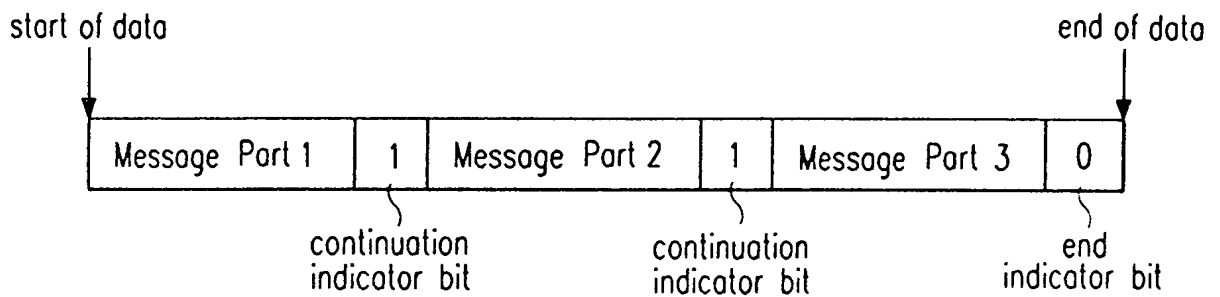 start of data
end of data
Message Part 1
1
Message Part 2
1
Message Part 3
0
continuation
indicator bit
continuation
indicator bit
end
indicator bit